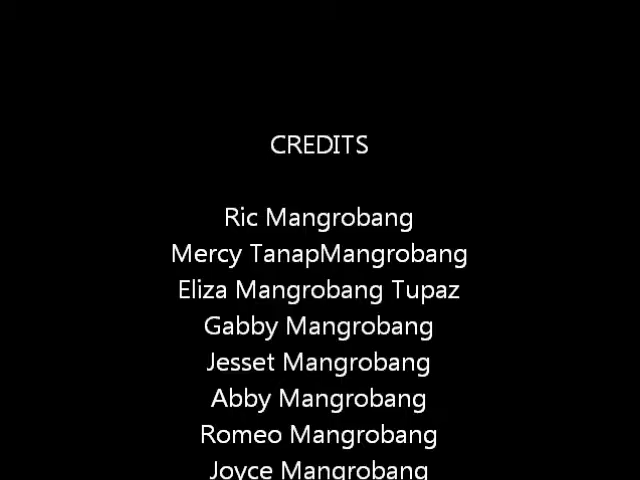 CREDITS
Ric Mangrobang
Mercy TanapMangrobang
Eliza Mangrobang Tupaz
Gabby Mangrobang
Jesset Mangrobang
Abby Mangrobang
Romeo Mangrobang
Joyce Mangrobang